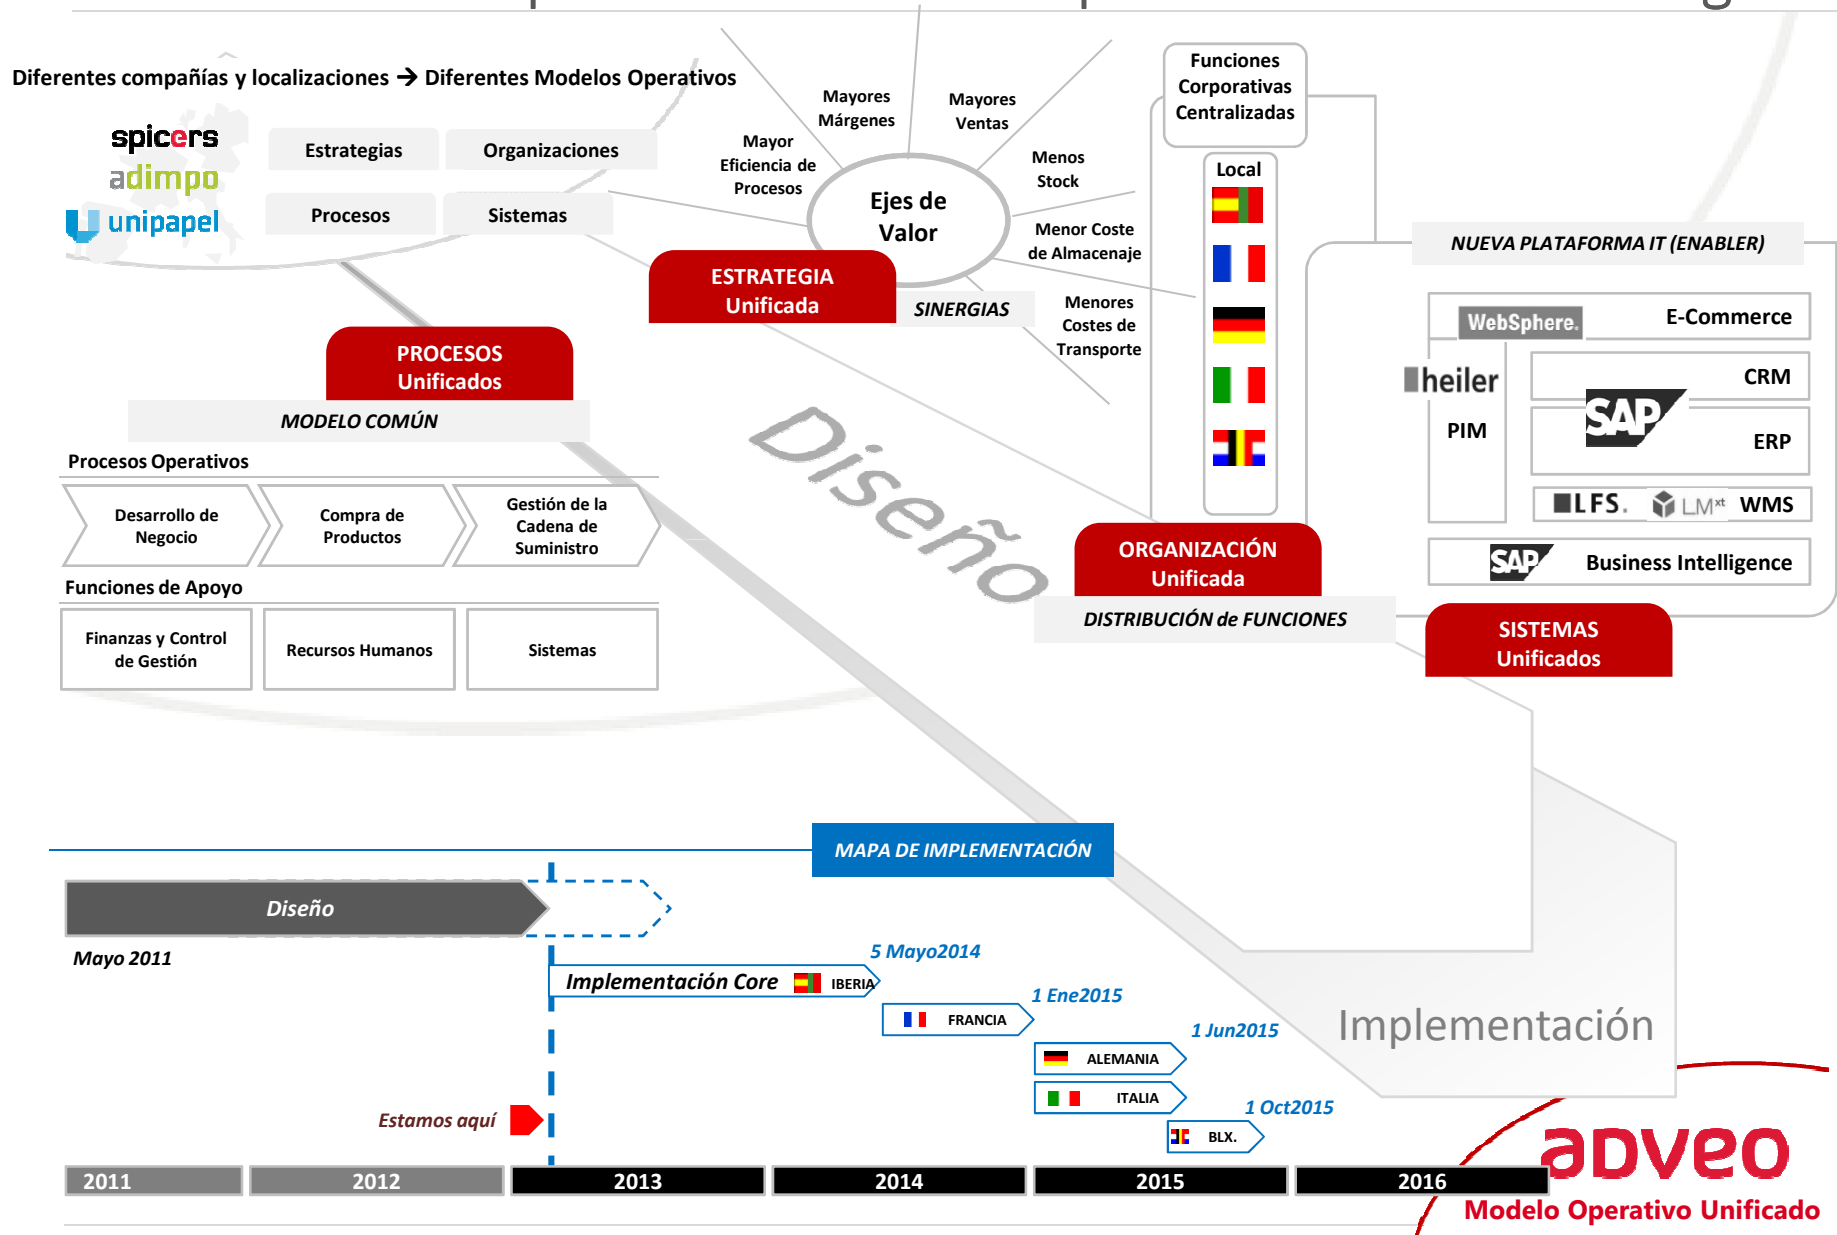 Diferentes compañías y localizaciones → Diferentes Modelos Operativos
spicers
adimpo
unipapel
Estrategias
Organizaciones
Procesos
Sistemas
Mayor
Eficiencia de
Procesos
Mayores
Márgenes
Mayores
Ventas
Menos
Stock
Menor Coste
de Almacenaje
Menores
Costes de
Transporte
Ejes de
Valor
ESTRATEGIA
Unificada
SINERGIAS
Funciones
Corporativas
Centralizadas
Local
NUEVA PLATAFORMA IT (ENABLER)
WebSphere.
E-Commerce
heiler
PIM
CRM
SAP
ERP
LFS.
LMxt
WMS
SAP
Business Intelligence
PROCESOS
Unificados
MODELO COMÚN
Procesos Operativos
Desarrollo de
Negocio
Compra de
Productos
Gestión de la
Cadena de
Suministro
Funciones de Apoyo
Finanzas y Control
de Gestión
Recursos Humanos
Sistemas
Diseño
ORGANIZACIÓN
Unificada
DISTRIBUCIÓN de FUNCIONES
SISTEMAS
Unificados
MAPA DE IMPLEMENTACIÓN
Diseño
Mayo 2011
5 Mayo2014
Implementación Core
IBERIA
1 Ene2015
FRANCIA
1 Jun2015
ALEMANIA
ITALIA
1 Oct2015
BLX.
Implementación
Estamos aquí
2011
2012
2013
2014
2015
2016
adveo
Modelo Operativo Unificado